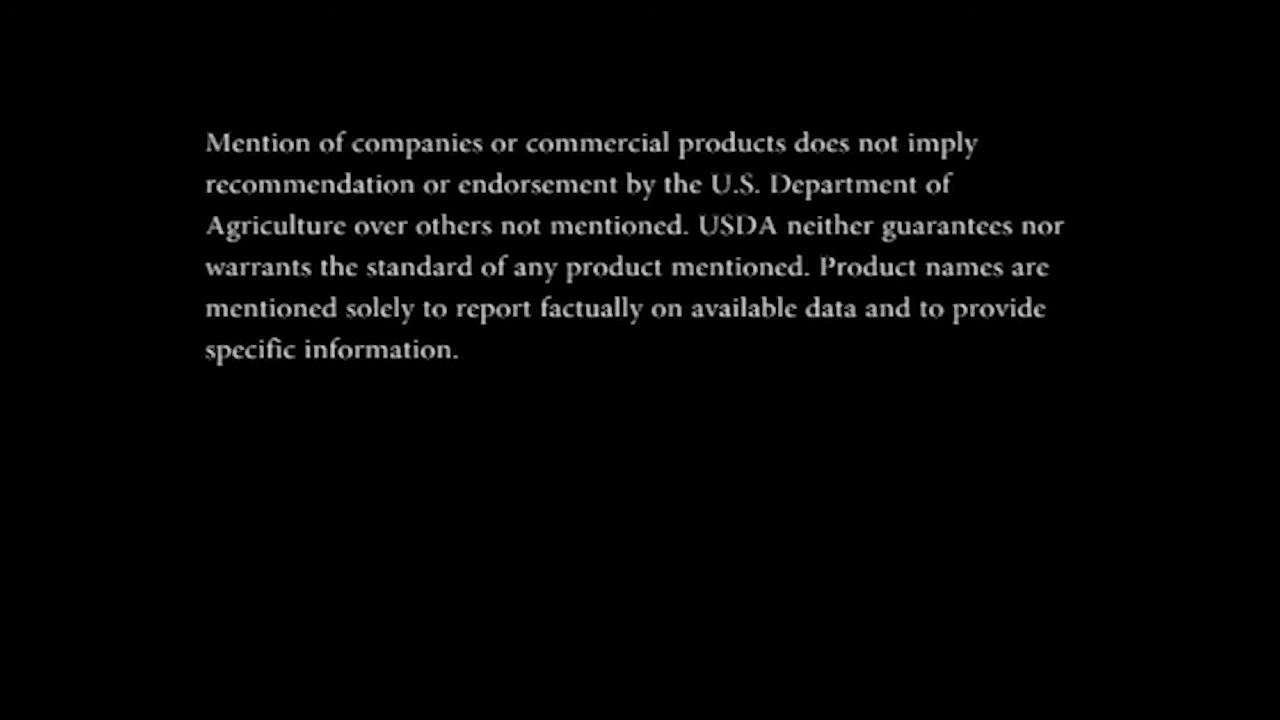 Mention of companies or commercial products does not imply
recommendation or endorsement by the U.S. Department of
Agriculture over others not mentioned. USDA neither guarantees nor
warrants the standard of any product mentioned. Product names are
mentioned solely to report factually on available data and to provide
specific information.